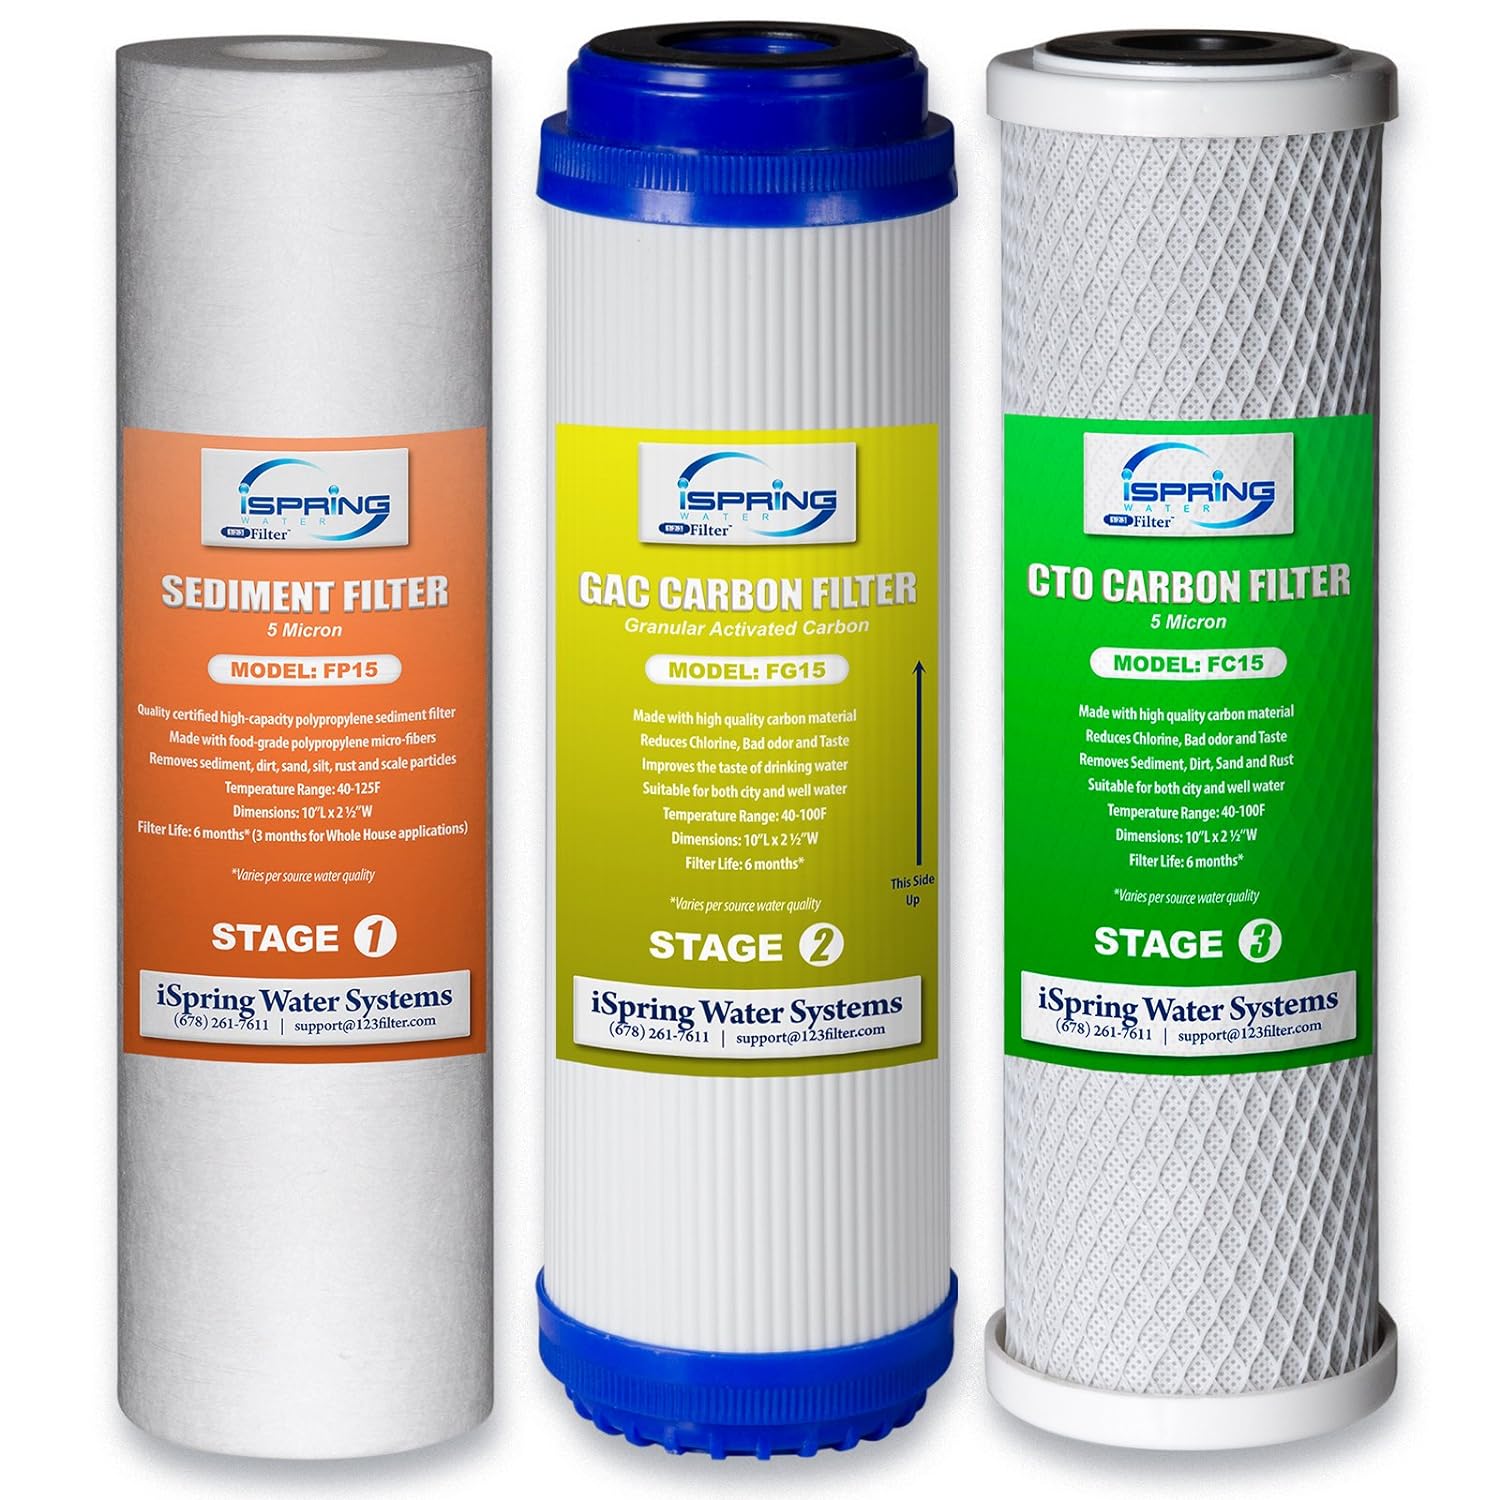 iSPRING
WATER
123 Filter™
SEDIMENT FILTER
5 Micron
MODEL: FP15
Quality certified high-capacity polypropylene sediment filter
Made with food-grade polypropylene micro-fibers
Removes sediment, dirt, sand, silt, rust and scale particles
Temperature Range: 40-125F
Dimensions: 10”L x 2 ½”W
Filter Life: 6 months* (3 months for Whole House applications)
*Varies per source water quality
STAGE 1
iSpring Water Systems
(678) 261-7611 | support@123filter.com
iSPRING
WATER
123 Filter™
GAC CARBON FILTER
Granular Activated Carbon
MODEL: FG15
Made with high quality carbon material
Reduces Chlorine, Bad odor and Taste
Improves the taste of drinking water
Suitable for both city and well water
Temperature Range: 40-100F
Dimensions: 10”L x 2 ½”W
Filter Life: 6 months*
This Side
Up
*Varies per source water quality
STAGE 2
iSpring Water Systems
(678) 261-7611 | support@123filter.com
iSPRING
WATER
123 Filter™
CTO CARBON FILTER
5 Micron
MODEL: FC15
Made with high quality carbon material
Reduces Chlorine, Bad odor and Taste
Removes Sediment, Dirt, Sand and Rust
Suitable for both city and well water
Temperature Range: 40-100F
Dimensions: 10”L x 2 ½”W
Filter Life: 6 months*
*Varies per source water quality
STAGE 3
iSpring Water Systems
(678) 261-7611 | support@123filter.com